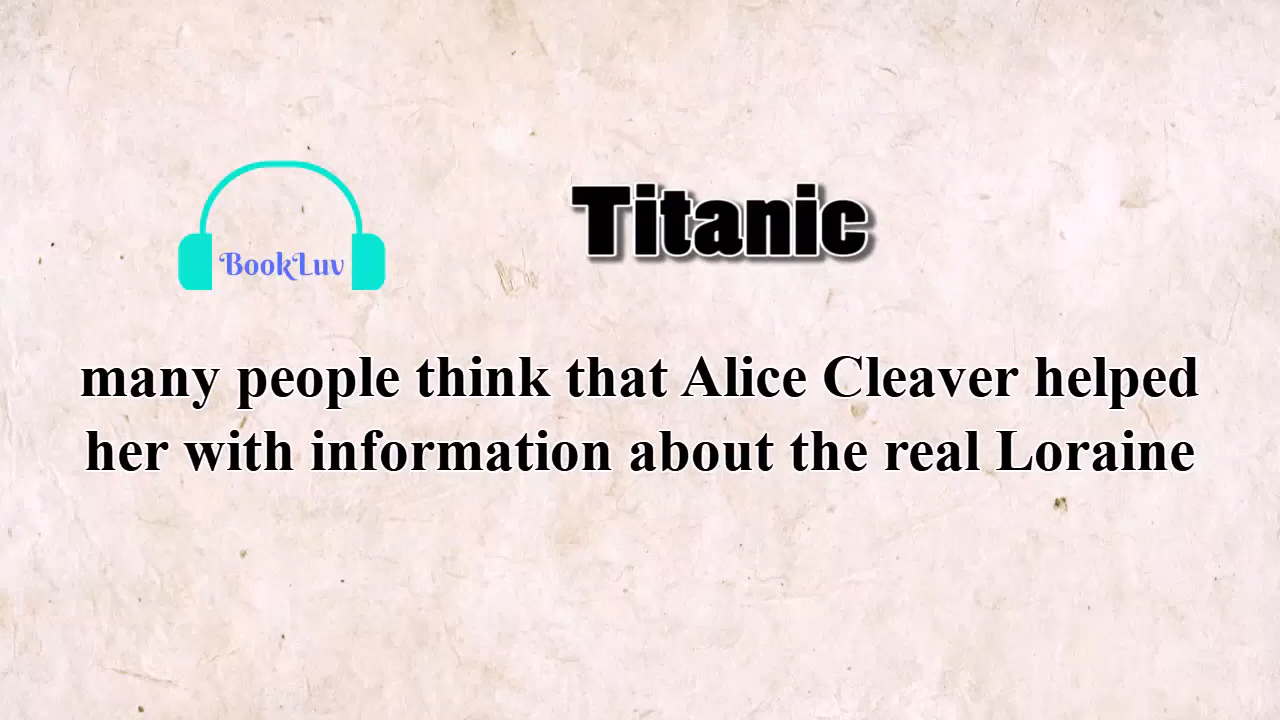 BookLuv
Titanic
many people think that Alice Cleaver helped
her with information about the real Loraine